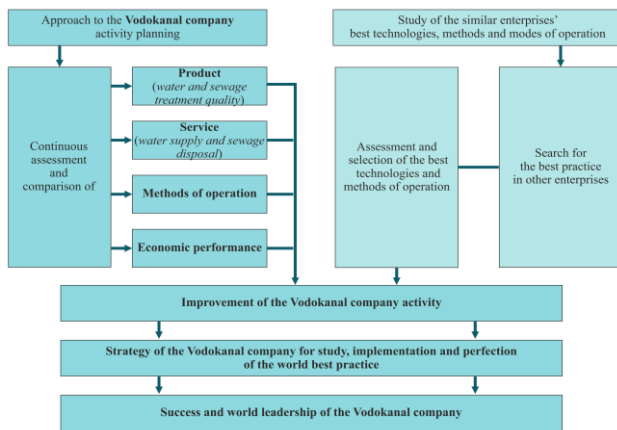 Approach to the Vodokanal company
activity planning
Study of the similar enterprises'
best technologies, methods and modes of operation
Continuous
assessment
and
comparison of
Product
(water and sewage
treatment quality)
Service
(water supply and sewage
disposal)
Methods of operation
Economic performance
Assessment and
selection of the best
technologies and
methods of operation
Search for
the best practice
in other enterprises
Improvement of the Vodokanal company activity
Strategy of the Vodokanal company for study, implementation and perfection
of the world best practice
Success and world leadership of the Vodokanal company